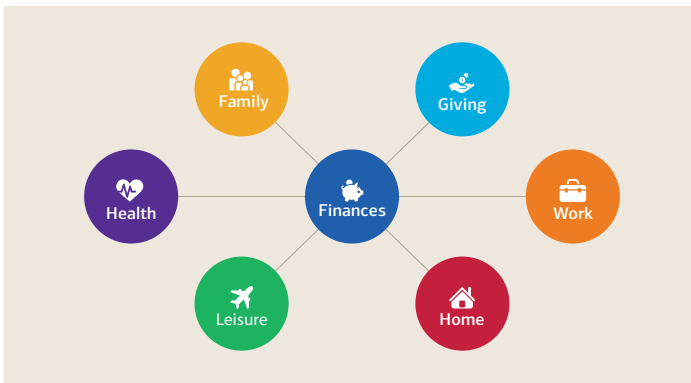 Family
Giving
Health
Finances
Work
Leisure
Home